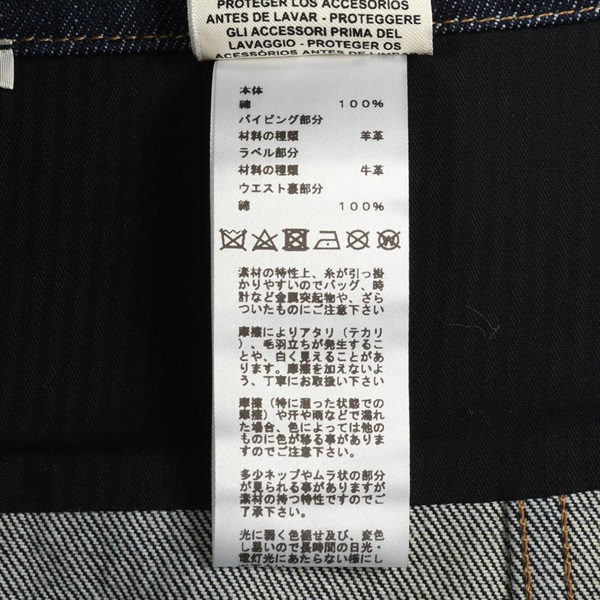 PROTEGER LOS ACCESORIOS
ANTES DE LAVAR - PROTEGGERE
GLI ACCESSORI PRIMA DEL
LAVAGGIO - PROTEGER OS
ACESSÓRIOS ANTES DE
本体
綿 100%
パイピング部分
材料の種類 羊革
ラベル部分
材料の種類 牛革
ウエスト裏部分
綿 100%
素材の特性上、糸が引っ掛
かりやすいのでバッグ、時
計など金属突起物や、ざら
ついたものにご注意下さい
摩擦によりアタリ(テカリ
)、毛羽立ちが発生するこ
とや、白く見えることがあ
ります。摩擦を加えないよ
う、丁寧にお取扱い下さい
摩擦(特に湿った状態での
摩擦)や汗や雨などで濡れ
た場合、色によっては他の
ものに色が移る事がありま
すのでご注意下さい
多少ネップやムラ状の部分
が見られる事がありますが
素材の持つ特性ですのでご
了承下さい
光に弱く色褪せ及び、変色
し易いので長時間の日光・
電灯光にあたらない様にし